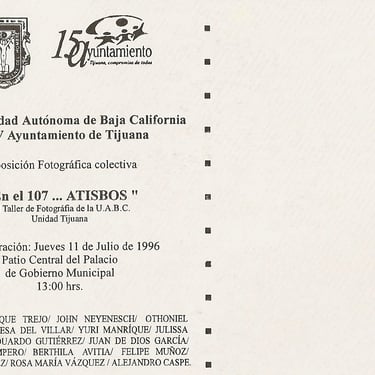 15 ayuntamiento
Tijuana, compromiso de todos
dad Autónoma de Baja California
V Ayuntamiento de Tijuana
posición Fotográfica colectiva
En el 107 ... ATISBOS "
Taller de Fotografía de la U.A.B.C.
Unidad Tijuana
ración: Jueves 11 de Julio de 1996
Patio Central del Palacio
de Gobierno Municipal
13:00 hrs.
QUE TREJO/ JOHN NEYENESCH/ OTHONIEL
ESA DEL VILLAR/ YURI MANRÍQUE/ JULISSA
DUARDO GUTIÉRREZ/ JUAN DE DIOS GARCÍA/
MPERO/ BERTHILA AVITIA/ FELIPE MUÑOZ/
Z/ ROSA MARÍA VÁZQUEZ / ALEJANDRO CASPE.